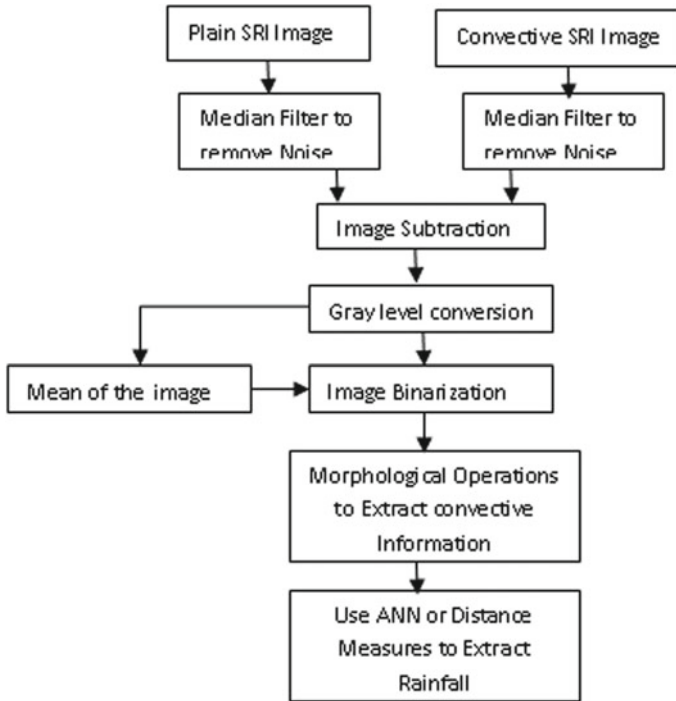 Plain SRI Image
Convective SRI Image
Median Filter to
remove Noise
Median Filter to
remove Noise
Image Subtraction
Gray level conversion
Mean of the image
Image Binarization
Morphological Operations
to Extract convective
Information
Use ANN or Distance
Measures to Extract
Rainfall